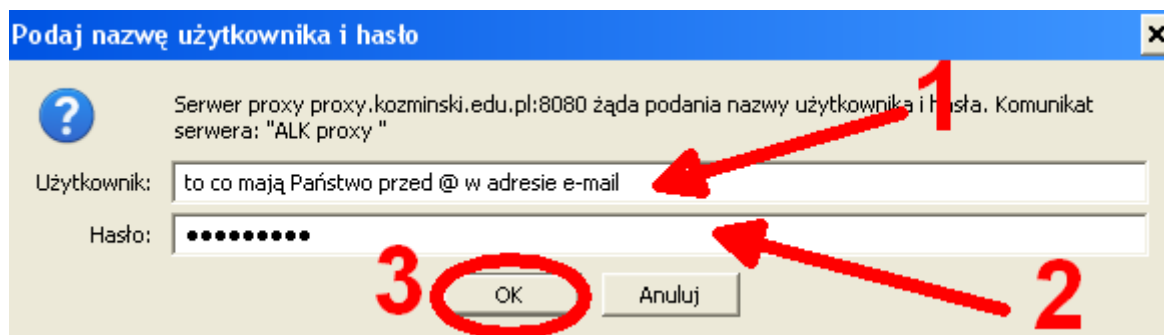 Podaj nazwę użytkownika i hasło
1
Serwer proxy proxy.kozminski.edu.pl:8080 żąda podania nazwy użytkownika i hasła. Komunikat
serwera: "ALK proxy "
Użytkownik: to co mają Państwo przed @ w adresie e-mail
Hasło: ●●●●●●●●●
3 OK Anuluj 2